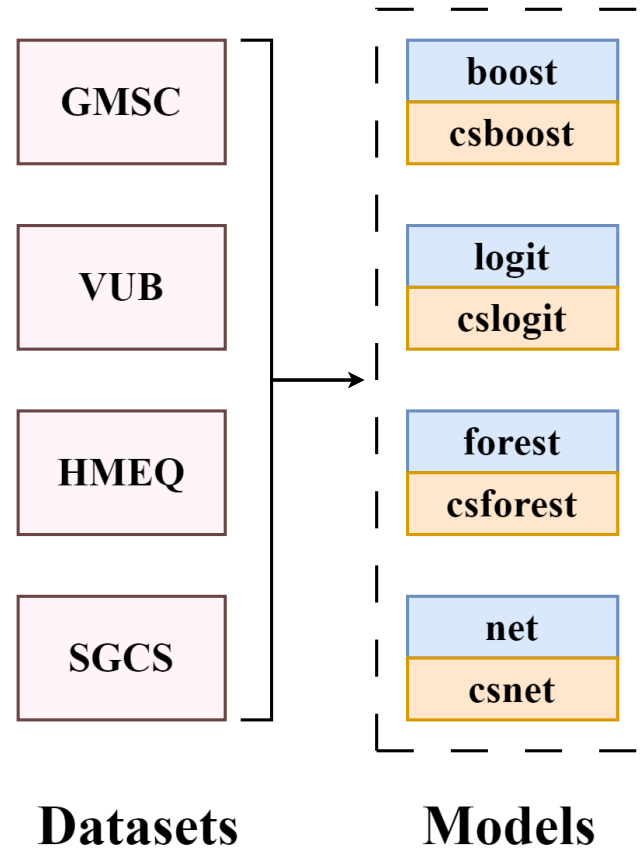 GMSC
VUB
HMEQ
SGCS
Datasets
boost
csboost
logit
cslogit
forest
csforest
net
csnet
Models